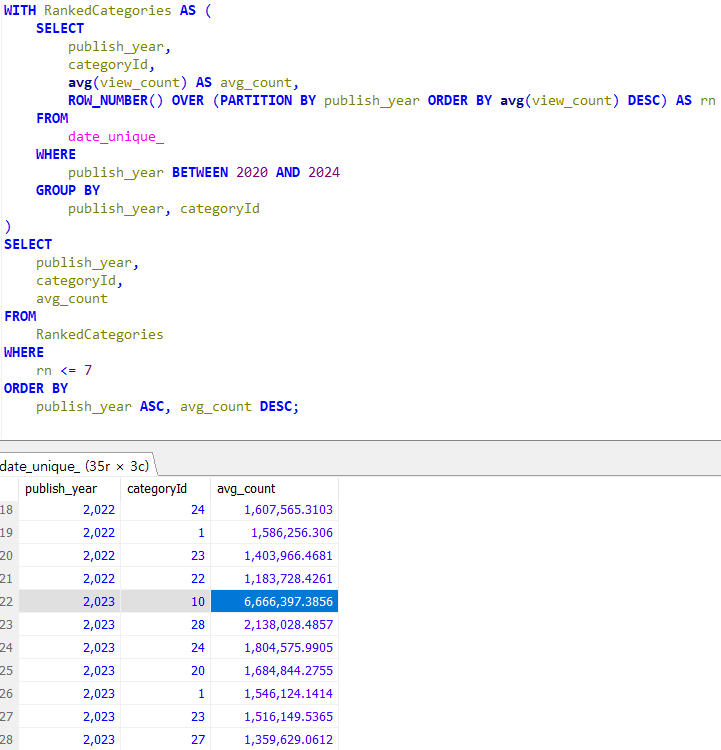 WITH RankedCategories AS (
    SELECT
        publish_year,
        categoryId,
        avg(view_count) AS avg_count,
        ROW_NUMBER() OVER (PARTITION BY publish_year ORDER BY avg(view_count) DESC) AS rn
    FROM
        date_unique_
    WHERE
        publish_year BETWEEN 2020 AND 2024
    GROUP BY
        publish_year, categoryId
)
SELECT
    publish_year,
    categoryId,
    avg_count
FROM
    RankedCategories
WHERE
    rn <= 7
ORDER BY
    publish_year ASC, avg_count DESC;
date_unique_ (35r × 3c)
publish_year categoryId avg_count
18 2,022 24 1,607,565.3103
19 2,022 1 1,586,256.306
20 2,022 23 1,403,966.4681
21 2,022 22 1,183,728.4261
22 2,023 10 6,666,397.3856
23 2,023 28 2,138,028.4857
24 2,023 24 1,804,575.9905
25 2,023 20 1,684,844.2755
26 2,023 1 1,546,124.1414
27 2,023 23 1,516,149.5365
28 2,023 27 1,359,629.0612